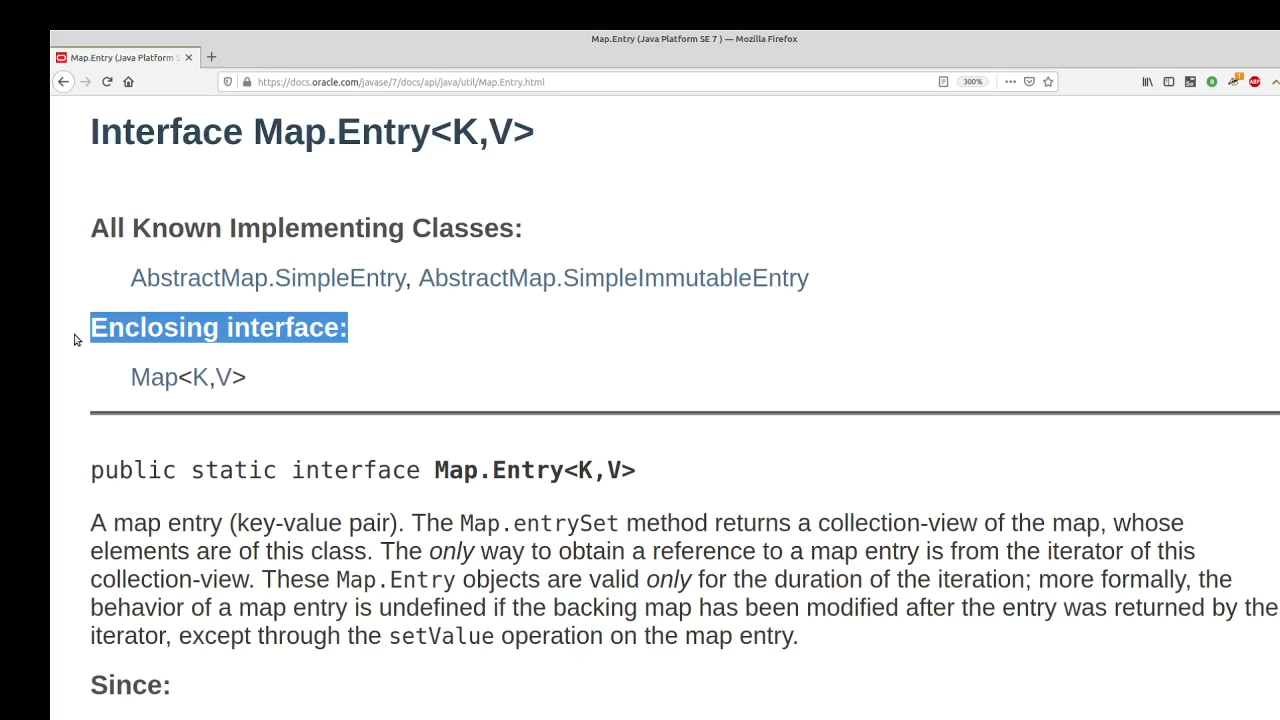 Map.Entry (Java Platform SE 7 ) — Mozilla Firefox
Map.Entry (Java Platform S
https://docs.oracle.com/javase/7/docs/api/java/util/Map.Entry.html
300%
ABP
Interface Map.Entry<K,V>
All Known Implementing Classes:
AbstractMap.SimpleEntry, AbstractMap.SimpleImmutableEntry
Enclosing interface:
Map<K,V>
public static interface Map.Entry<K,V>
A map entry (key-value pair). The Map.entrySet method returns a collection-view of the map, whose
elements are of this class. The only way to obtain a reference to a map entry is from the iterator of this
collection-view. These Map.Entry objects are valid only for the duration of the iteration; more formally, the
behavior of a map entry is undefined if the backing map has been modified after the entry was returned by the
iterator, except through the setValue operation on the map entry.
Since: